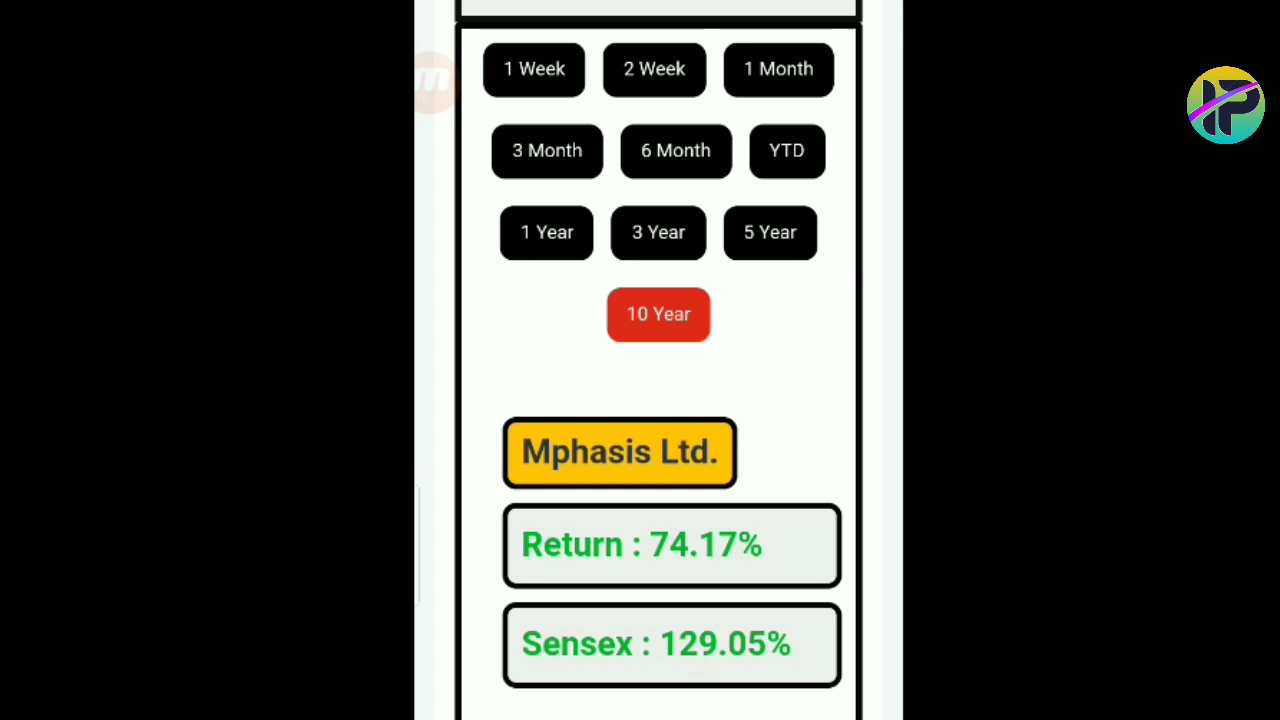 1 Week 2 Week 1 Month
3 Month 6 Month YTD
1 Year 3 Year 5 Year
10 Year
Mphasis Ltd.
Return : 74.17%
Sensex : 129.05%
IP